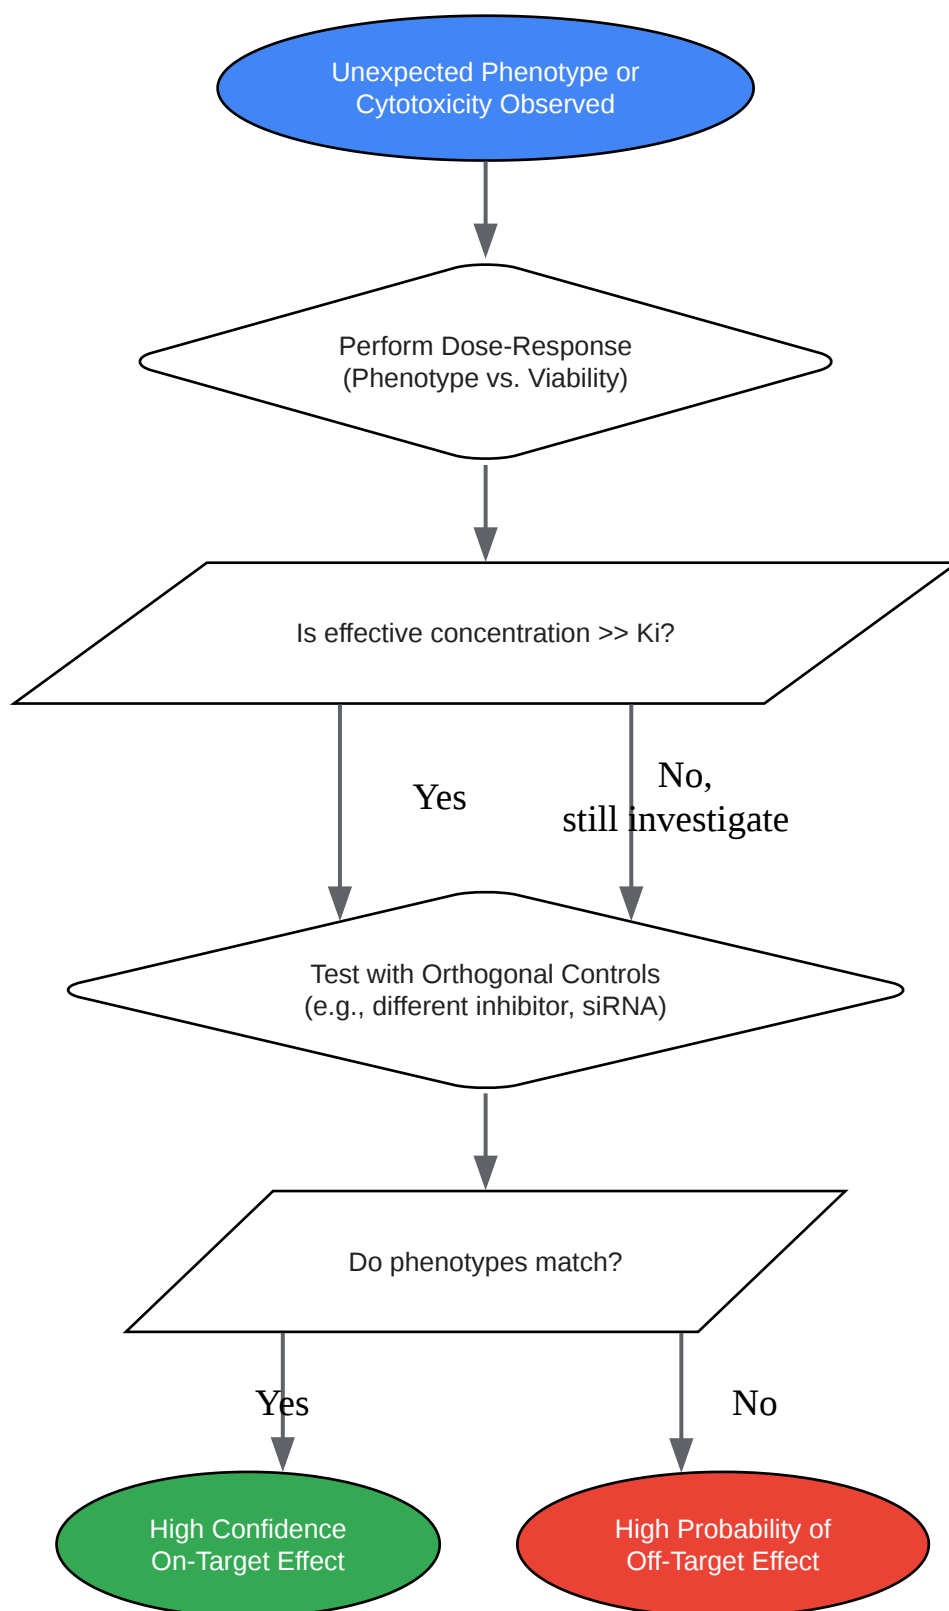 Unexpected Phenotype or
Cytotoxicity Observed
Perform Dose-Response
(Phenotype vs. Viability)
Is effective concentration >> Ki?
Yes
No,
still investigate
Test with Orthogonal Controls
(e.g., different inhibitor, siRNA)
Do phenotypes match?
Yes
No
High Confidence
On-Target Effect
High Probability of
Off-Target Effect